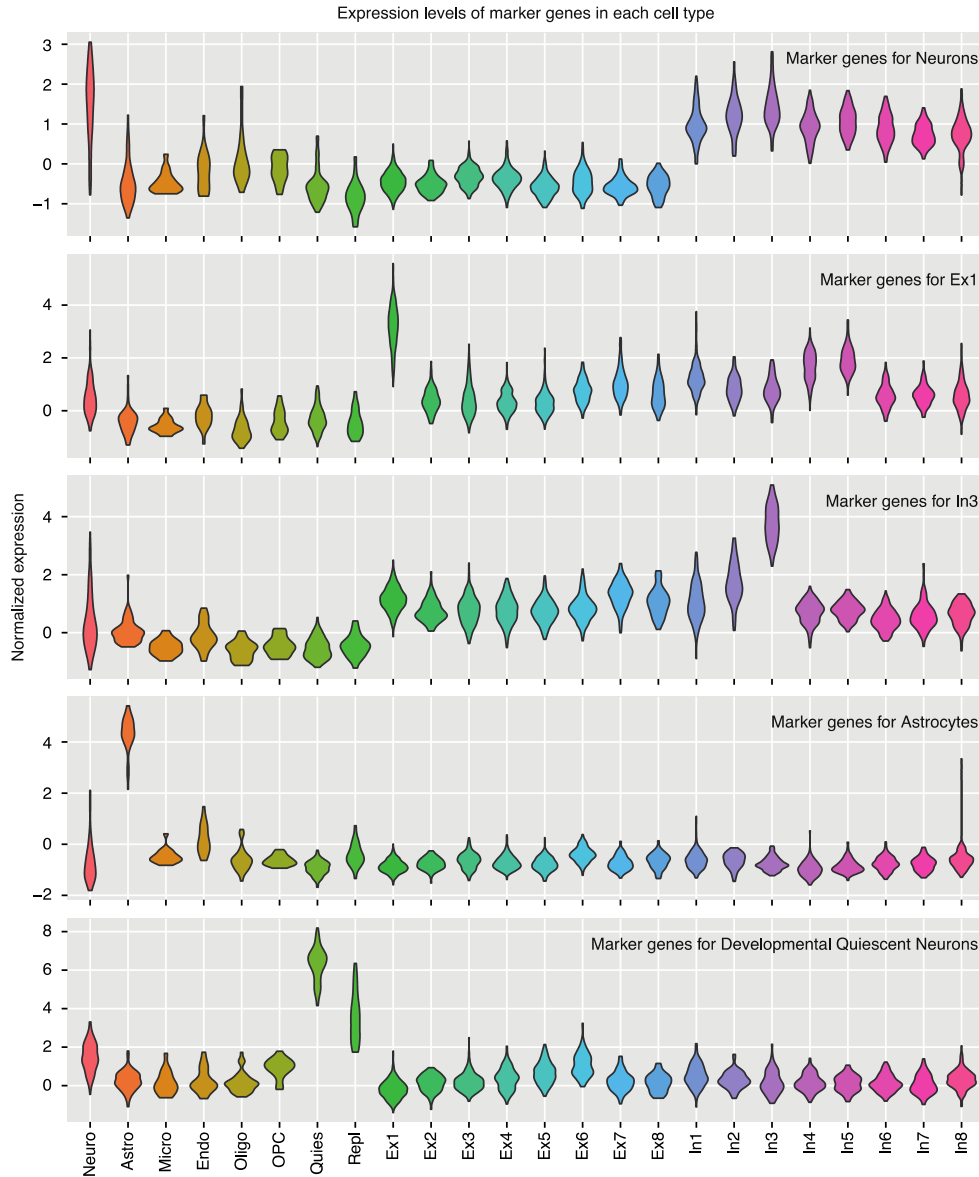 Expression levels of marker genes in each cell type
Marker genes for Neurons
3
2
1
0
−1
Marker genes for Ex1
4
2
0
Marker genes for In3
4
2
0
Marker genes for Astrocytes
4
2
0
−2
Marker genes for Developmental Quiescent Neurons
8
6
4
2
0
Normalized expression
Neuro
Astro
Micro
Endo
Oligo
OPC
Quies
Repl
Ex1
Ex2
Ex3
Ex4
Ex5
Ex6
Ex7
Ex8
In1
In2
In3
In4
In5
In6
In7
In8